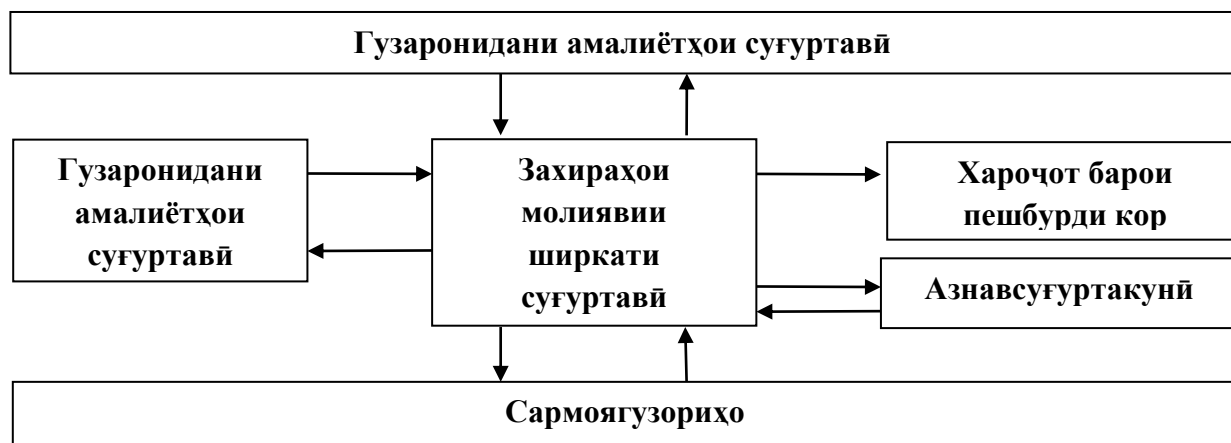 Гузаронидани амалиётҳои суғуртавӣ
Гузаронидани
амалиётҳои
суғуртавӣ
Захираҳои
молиявии
ширкати
суғуртавӣ
Хароҷот барои
пешбурди кор
Азнавсуғуртакунӣ
Сармоягузориҳо